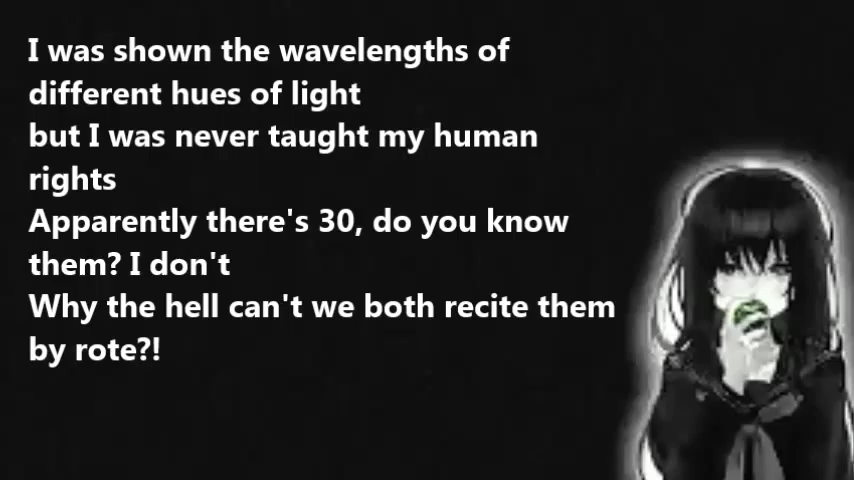 I was shown the wavelengths of
different hues of light
but I was never taught my human
rights
Apparently there's 30, do you know
them? I don't
Why the hell can't we both recite them
by rote?!